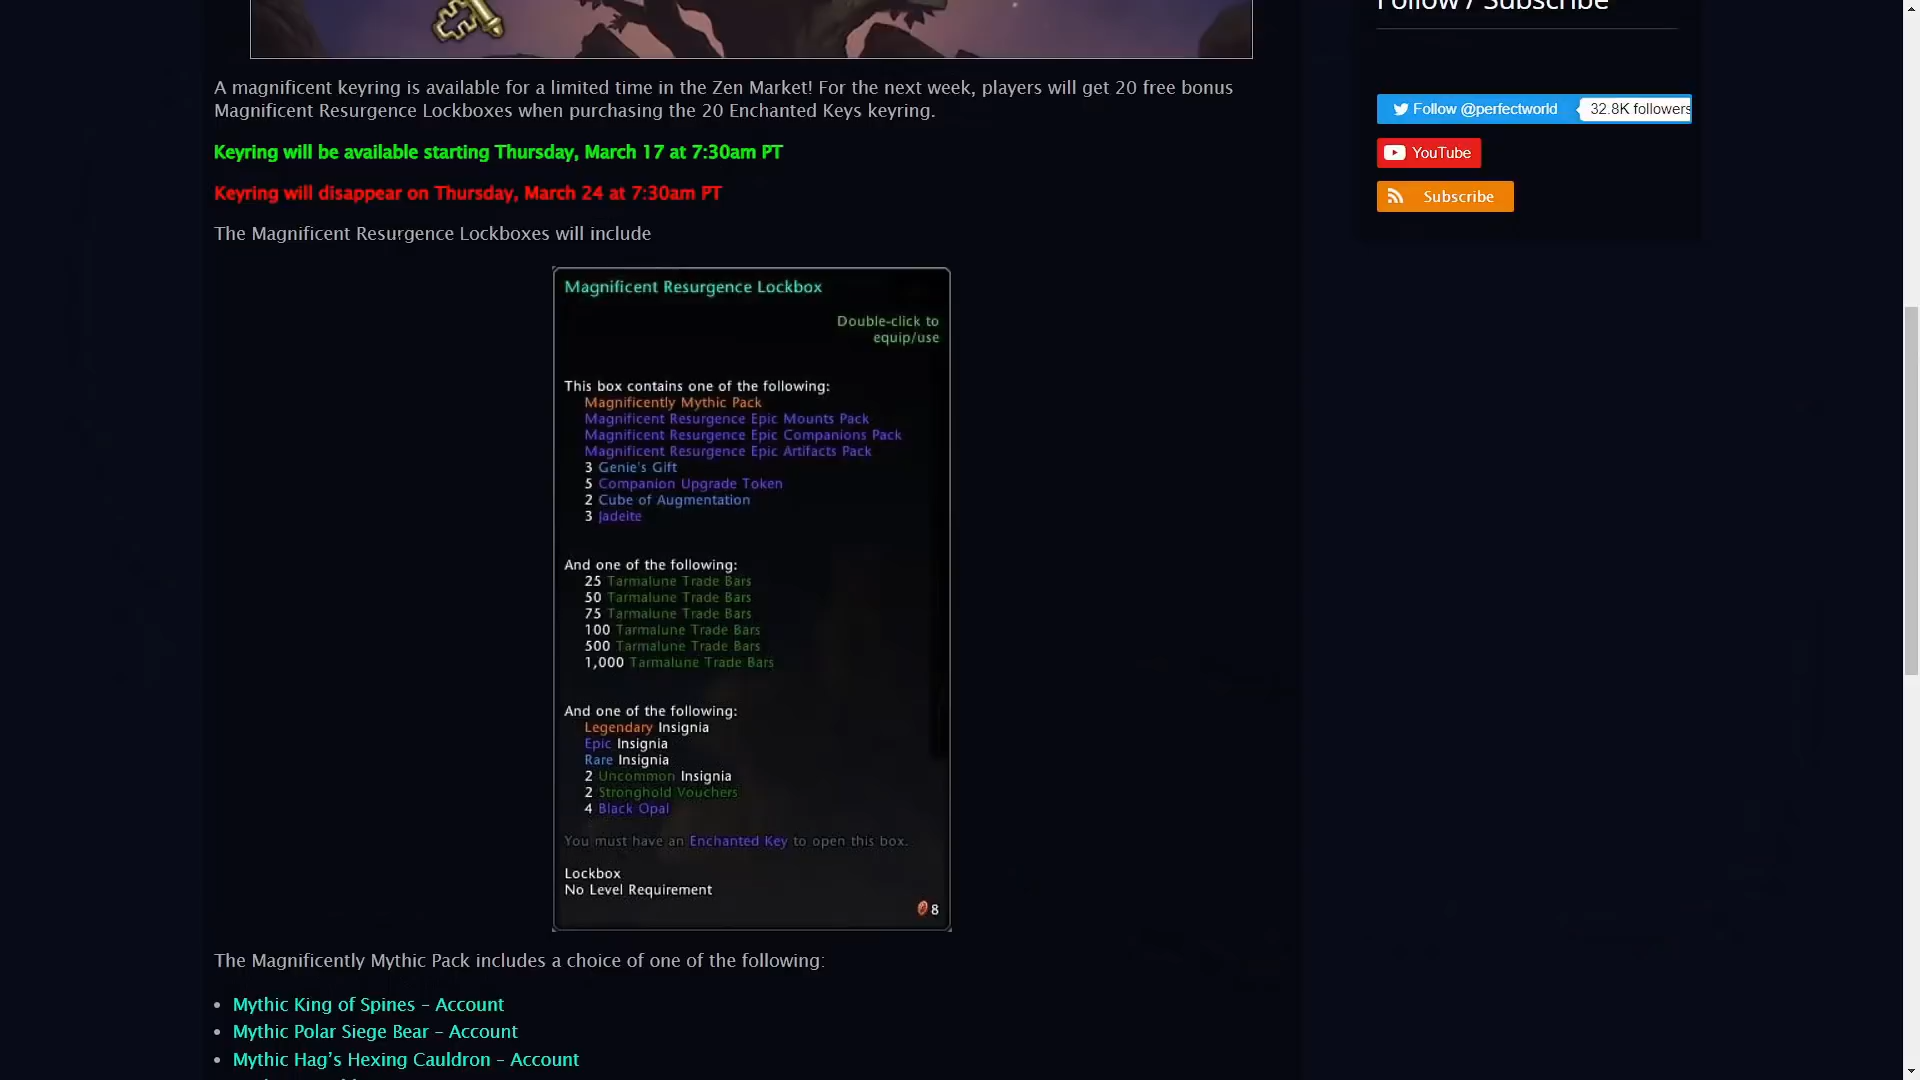 Follow / Subscribe
A magnificent keyring is available for a limited time in the Zen Market! For the next week, players will get 20 free bonus
Magnificent Resurgence Lockboxes when purchasing the 20 Enchanted Keys keyring.
Follow @perfectworld
32.8K followers
Keyring will be available starting Thursday, March 17 at 7:30am PT
YouTube
Keyring will disappear on Thursday, March 24 at 7:30am PT
Subscribe
The Magnificent Resurgence Lockboxes will include
Magnificent Resurgence Lockbox
Double-click to
equip/use
This box contains one of the following:
Magnificently Mythic Pack
Magnificent Resurgence Epic Mounts Pack
Magnificent Resurgence Epic Companions Pack
Magnificent Resurgence Epic Artifacts Pack
3 Genie's Gift
5 Companion Upgrade Token
2 Cube of Augmentation
3 Jadeite
And one of the following:
25 Tarmalune Trade Bars
50 Tarmalune Trade Bars
75 Tarmalune Trade Bars
100 Tarmalune Trade Bars
500 Tarmalune Trade Bars
1,000 Tarmalune Trade Bars
And one of the following:
Legendary Insignia
Epic Insignia
Rare Insignia
2 Uncommon Insignia
2 Stronghold Vouchers
4 Black Opal
You must have an Enchanted Key to open this box.
Lockbox
No Level Requirement
8
The Magnificently Mythic Pack includes a choice of one of the following:
• Mythic King of Spines – Account
• Mythic Polar Siege Bear – Account
• Mythic Hag’s Hexing Cauldron – Account